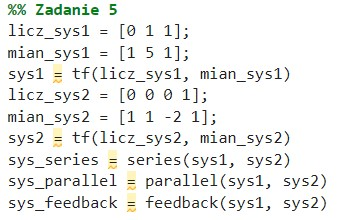 %% Zadanie 5
licz_sys1 = [0 1 1];
mian_sys1 = [1 5 1];
sys1 = tf(licz_sys1, mian_sys1)
licz_sys2 = [0 0 0 1];
mian_sys2 = [1 1 -2 1];
sys2 = tf(licz_sys2, mian_sys2)
sys_series = series(sys1, sys2)
sys_parallel = parallel(sys1, sys2)
sys_feedback = feedback(sys1, sys2)